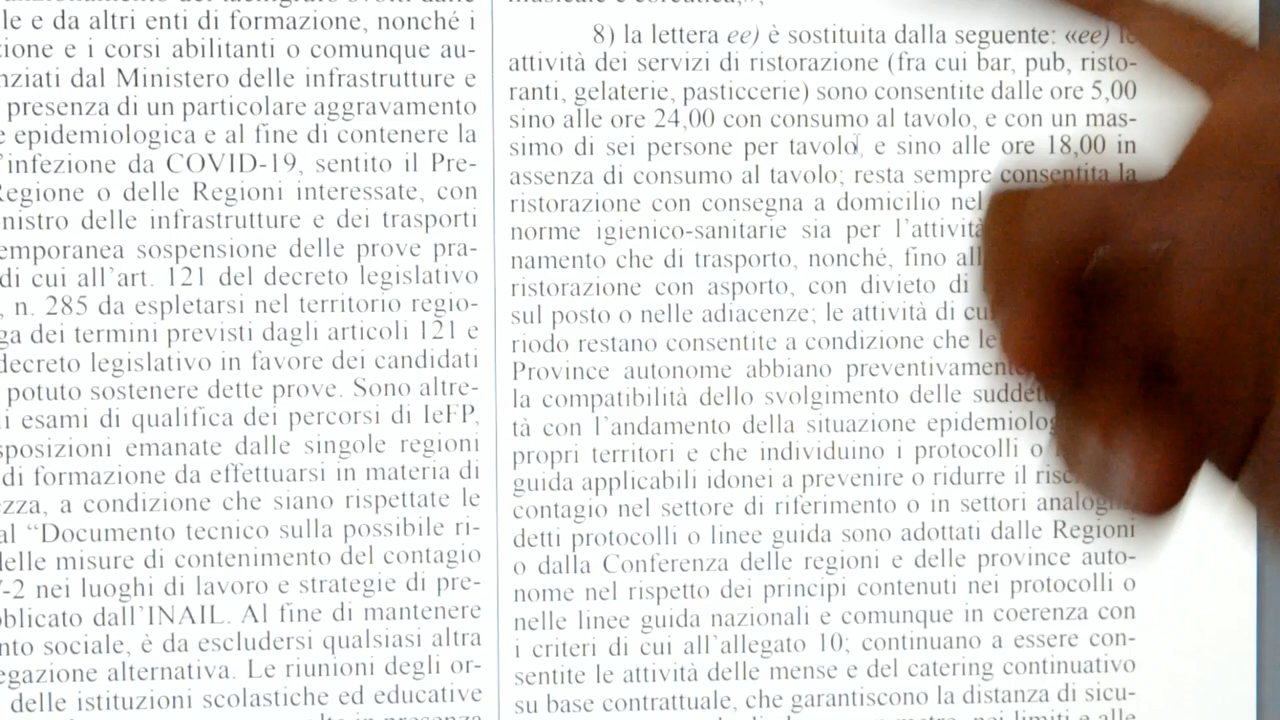 le e da altri enti di formazione, nonché i
zione e i corsi abilitanti o comunque au-
nziati dal Ministero delle infrastrutture e
presenza di un particolare aggravamento
e epidemiologica e al fine di contenere la
'infezione da COVID-19, sentito il Pre-
Regione o delle Regioni interessate, con
nistro delle infrastrutture e dei trasporti
emporanea sospensione delle prove pra-
di cui all'art. 121 del decreto legislativo
, n. 285 da espletarsi nel territorio regio-
ga dei termini previsti dagli articoli 121 e
decreto legislativo in favore dei candidati
potuto sostenere dette prove. Sono altre-
i esami di qualifica dei percorsi di IeFP,
sposizioni emanate dalle singole regioni
di formazione da effettuarsi in materia di
zza, a condizione che siano rispettate le
al “Documento tecnico sulla possibile ri-
delle misure di contenimento del contagio
-2 nei luoghi di lavoro e strategie di pre-
bblicato dall'INAIL. Al fine di mantenere
nto sociale, è da escludersi qualsiasi altra
egazione alternativa. Le riunioni degli or-
delle istituzioni scolastiche ed educative
8) la lettera ee) è sostituita dalla seguente: «ee) le
attività dei servizi di ristorazione (fra cui bar, pub, risto-
ranti, gelaterie, pasticcerie) sono consentite dalle ore 5,00
sino alle ore 24,00 con consumo al tavolo, e con un mas-
simo di sei persone per tavolo, e sino alle ore 18,00 in
assenza di consumo al tavolo; resta sempre consentita la
ristorazione con consegna a domicilio nel
norme igienico-sanitarie sia per l'attività
namento che di trasporto, nonché, fino all
ristorazione con asporto, con divieto di
sul posto o nelle adiacenze; le attività di cui
riodo restano consentite a condizione che le
Province autonome abbiano preventivamente
la compatibilità dello svolgimento delle suddet
tà con l'andamento della situazione epidemiolog
propri territori e che individuino i protocolli o
guida applicabili idonei a prevenire o ridurre il risc
contagio nel settore di riferimento o in settori analoghi;
detti protocolli o linee guida sono adottati dalle Regioni
o dalla Conferenza delle regioni e delle province auto-
nome nel rispetto dei principi contenuti nei protocolli o
nelle linee guida nazionali e comunque in coerenza con
i criteri di cui all'allegato 10; continuano a essere con-
sentite le attività delle mense e del catering continuativo
su base contrattuale, che garantiscono la distanza di sicu-